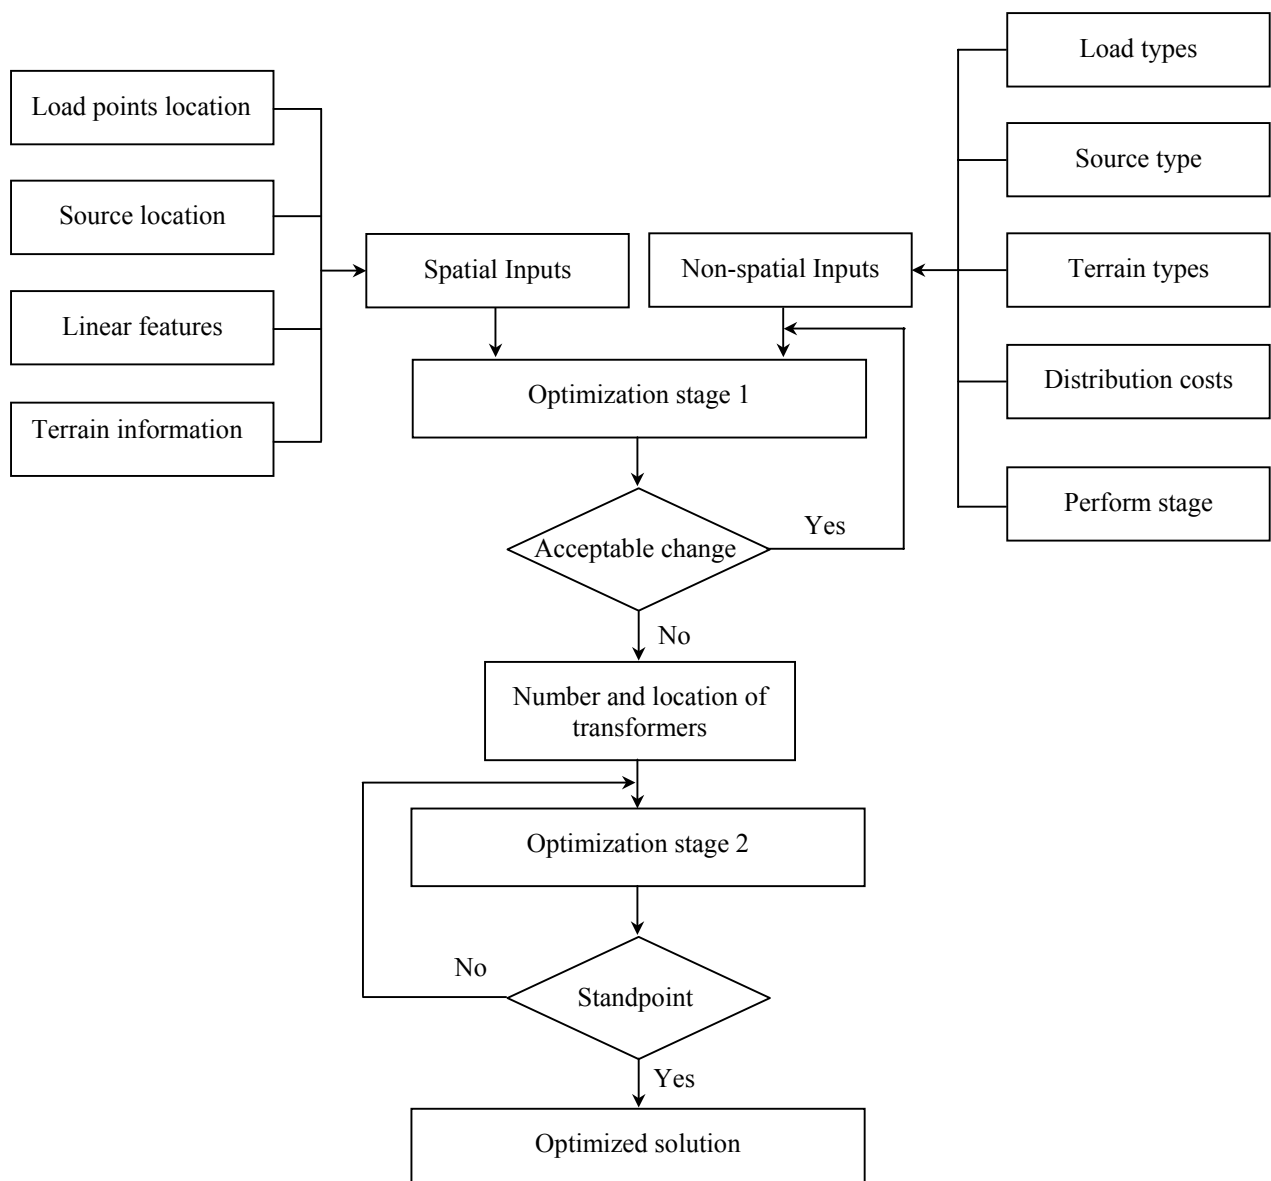 Load types
Load points location
Source type
Source location
Spatial Inputs
Non-spatial Inputs
Terrain types
Linear features
Optimization stage 1
Distribution costs
Terrain information
Perform stage
Yes
Acceptable change
No
Number and location of
transformers
Optimization stage 2
No
Standpoint
Yes
Optimized solution